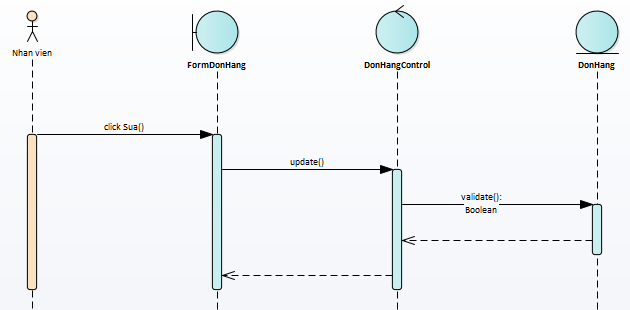 Nhan vien
FormDonHang
DonHangControl
DonHang
click Sua()
update()
validate():
Boolean